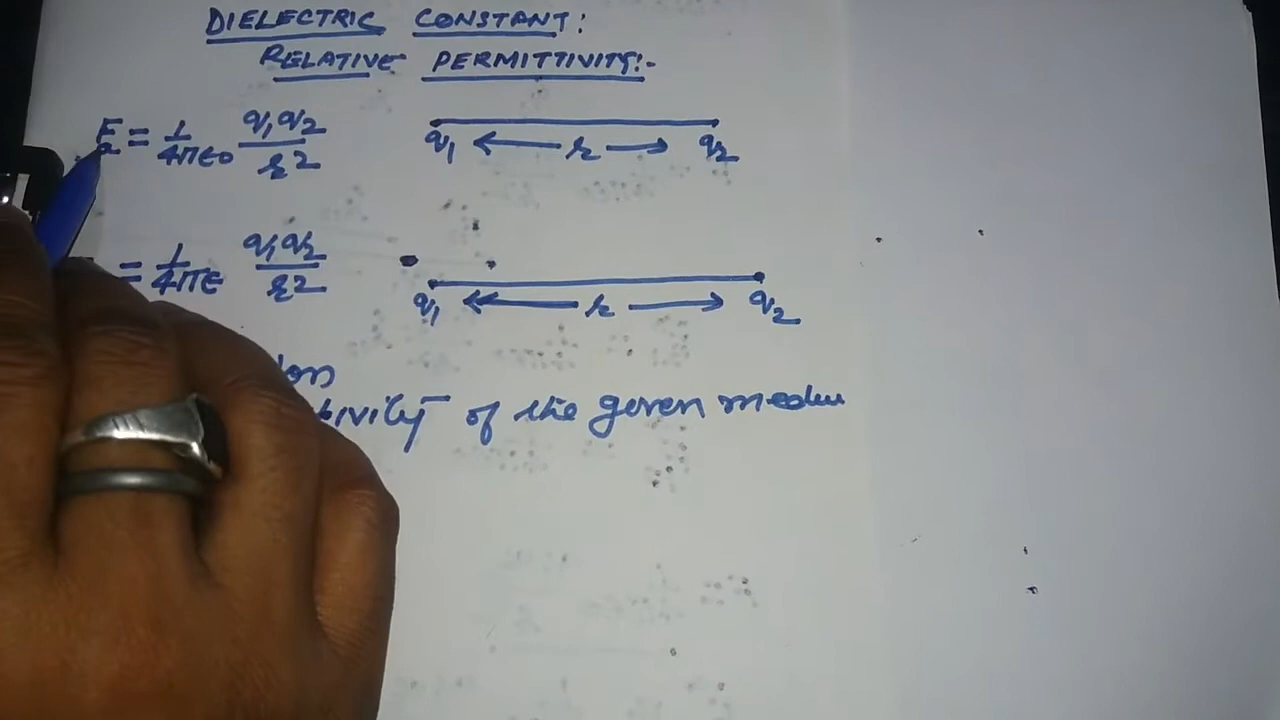 DIELECTRIC CONSTANT:
RELATIVE PERMITTIVITY:-
Fa = 1/4πε0 q1q2/r2
q1 ← r → q2
= 1/4πε q1q2/r2
q1 ← r → q2
of the given medium